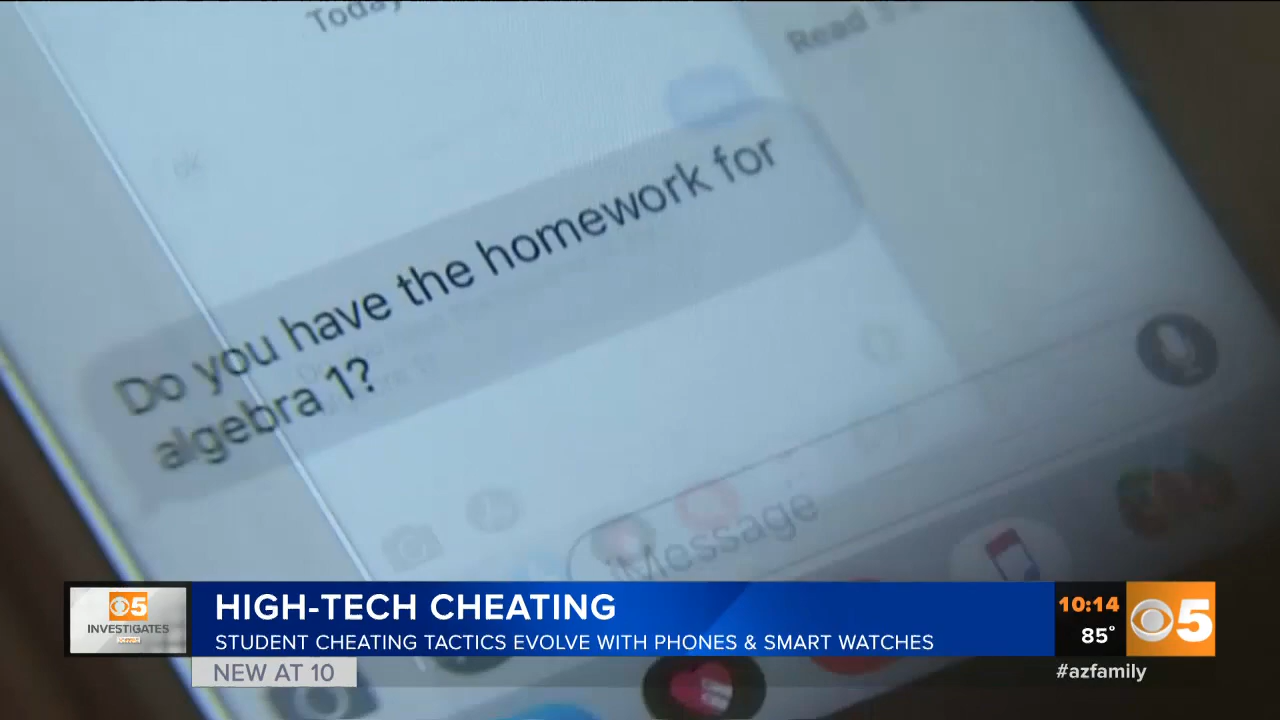 Today
Read
Do you have the homework for
algebra 1?
iMessage
5
INVESTIGATES
HIGH-TECH CHEATING
STUDENT CHEATING TACTICS EVOLVE WITH PHONES & SMART WATCHES
NEW AT 10
10:14
85°
5
#azfamily